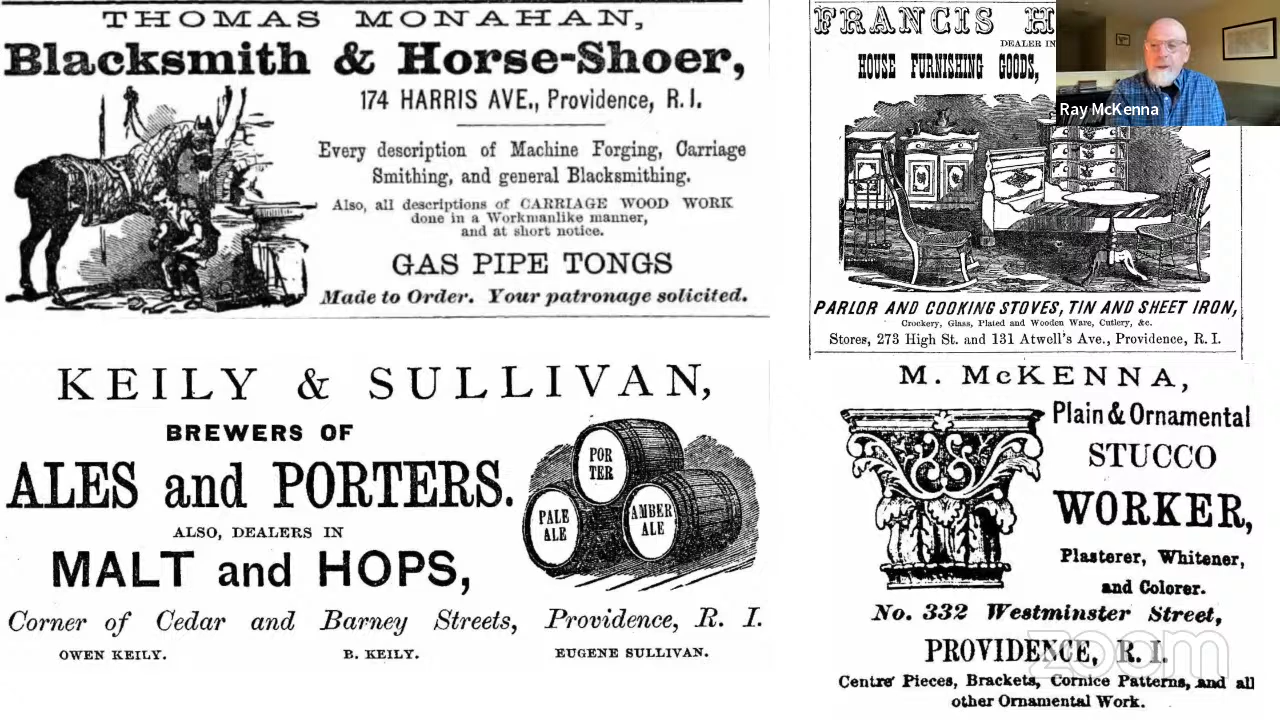 THOMAS MONAHAN,
Blacksmith & Horse-Shoer,
174 HARRIS AVE., Providence, R. I.
Every description of Machine Forging, Carriage
Smithing, and general Blacksmithing.
Also, all descriptions of CARRIAGE WOOD WORK
done in a Workmanlike manner,
and at short notice.
GAS PIPE TONGS
Made to Order. Your patronage solicited.
FRANCIS H
DEALER IN
HOUSE FURNISHING GOODS,
PARLOR AND COOKING STOVES, TIN AND SHEET IRON,
Crockery, Glass, Plated and Wooden Ware, Cutlery, &c.
Stores, 273 High St. and 131 Atwell's Ave., Providence, R. I.
Ray McKenna
KEILY & SULLIVAN,
BREWERS OF
ALES and PORTERS.
ALSO, DEALERS IN
MALT and HOPS,
POR
TER
PALE
ALE
AMBER
ALE
Corner of Cedar and Barney Streets, Providence, R. I.
OWEN KEILY. B. KEILY. EUGENE SULLIVAN.
M. McKENNA,
Plain & Ornamental
STUCCO
WORKER,
Plasterer, Whitener,
and Colorer.
No. 332 Westminster Street,
PROVIDENCE, R. I.
Centre Pieces, Brackets, Cornice Patterns, and all
other Ornamental Work.
zoom